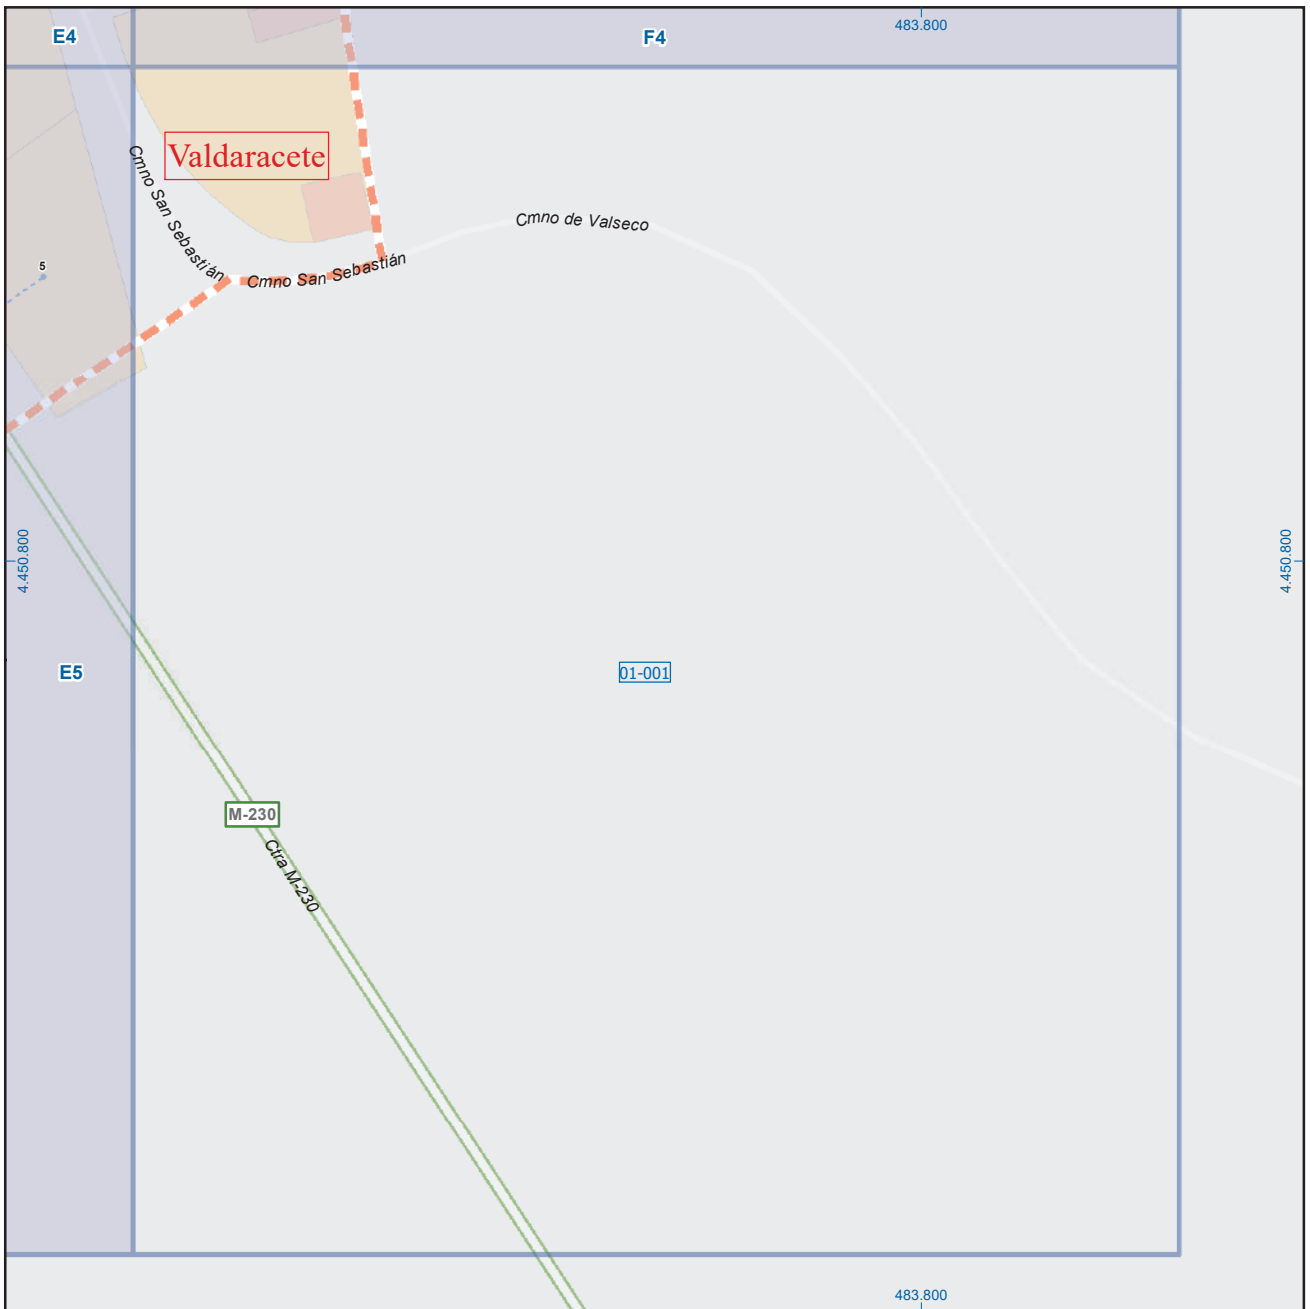 E4
F4
483.800
Valdaracete
Cmno San Sebastián
Cmno de Valseco
Cmno San Sebastián
5
4.450.800
4.450.800
E5
01-001
M-230
Ctra M-230
483.800